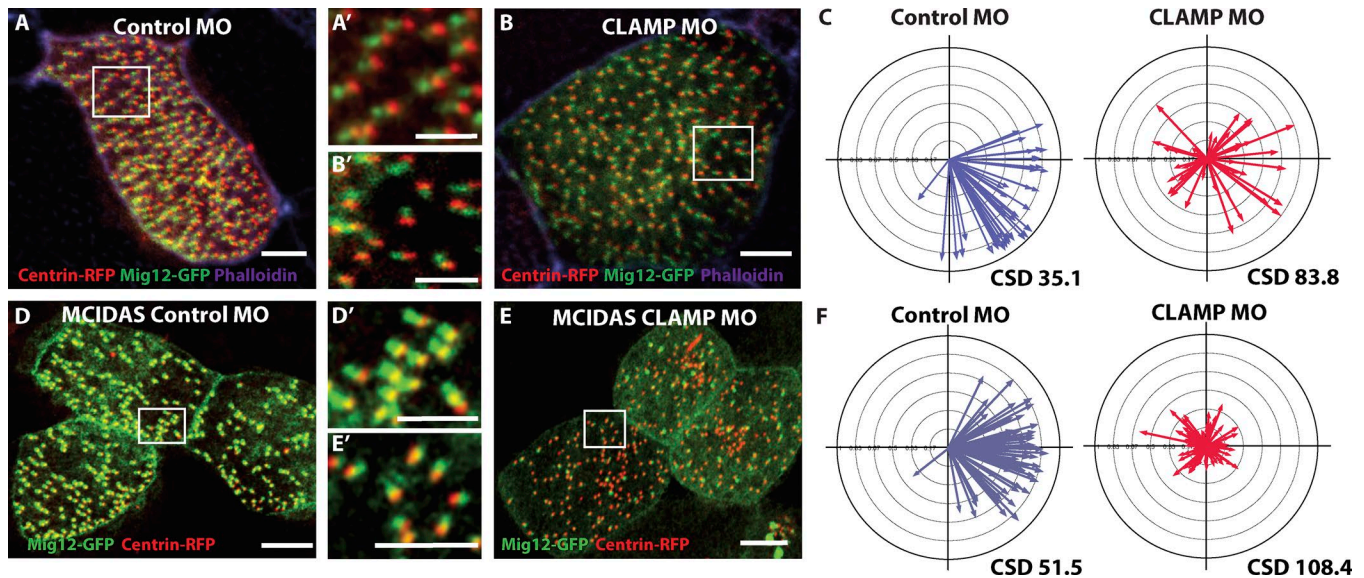 A
Control MO
Centrin-RFP Mig12-GFP Phalloidin
A′
B′
B
CLAMP MO
Centrin-RFP Mig12-GFP Phalloidin
C
Control MO
CSD 35.1
CLAMP MO
CSD 83.8
D
MCIDAS Control MO
Mig12-GFP Centrin-RFP
D′
E′
E
MCIDAS CLAMP MO
Mig12-GFP Centrin-RFP
F
Control MO
CSD 51.5
CLAMP MO
CSD 108.4